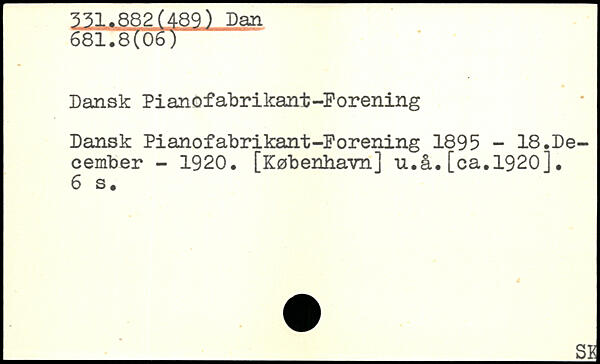 331.882(489) Dan
681.8(06)
Dansk Pianofabrikant-Forening
Dansk Pianofabrikant-Forening 1895 - 18.De-
cember - 1920. [København] u.å.[ca.1920].
6 s.
SK